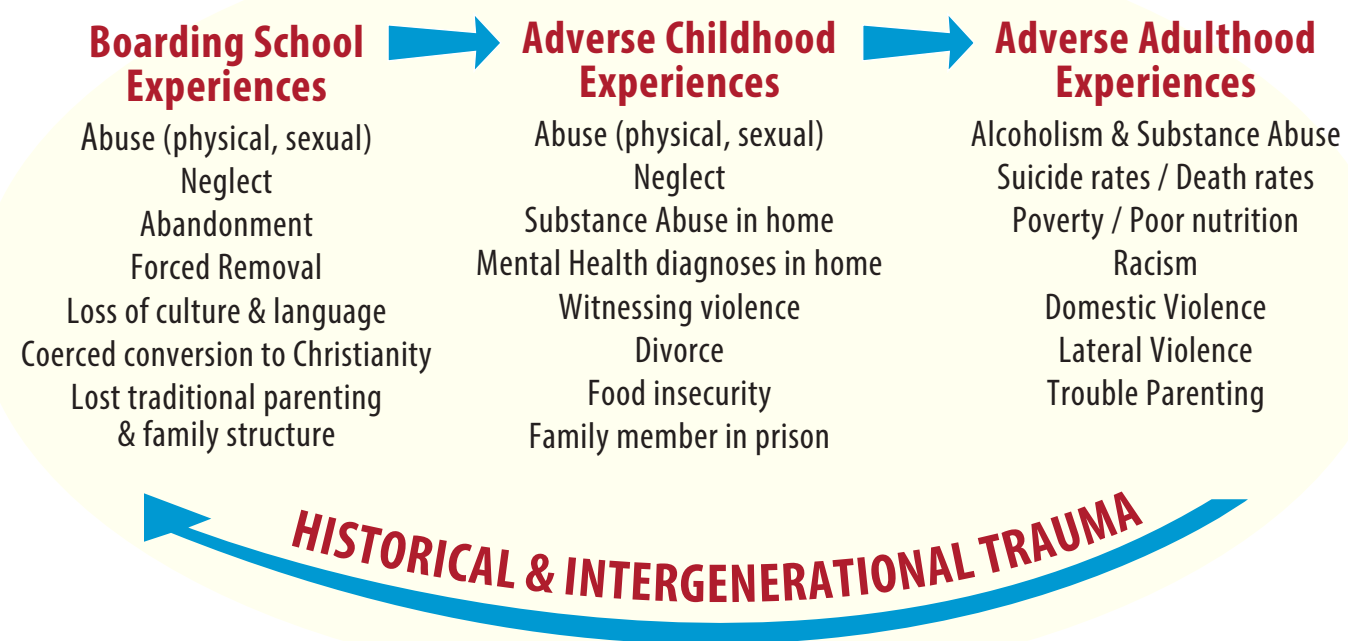 Boarding School
Experiences
Abuse (physical, sexual)
Neglect
Abandonment
Forced Removal
Loss of culture & language
Coerced conversion to Christianity
Lost traditional parenting
& family structure
Adverse Childhood
Experiences
Abuse (physical, sexual)
Neglect
Substance Abuse in home
Mental Health diagnoses in home
Witnessing violence
Divorce
Food insecurity
Family member in prison
Adverse Adulthood
Experiences
Alcoholism & Substance Abuse
Suicide rates / Death rates
Poverty / Poor nutrition
Racism
Domestic Violence
Lateral Violence
Trouble Parenting
HISTORICAL & INTERGENERATIONAL TRAUMA